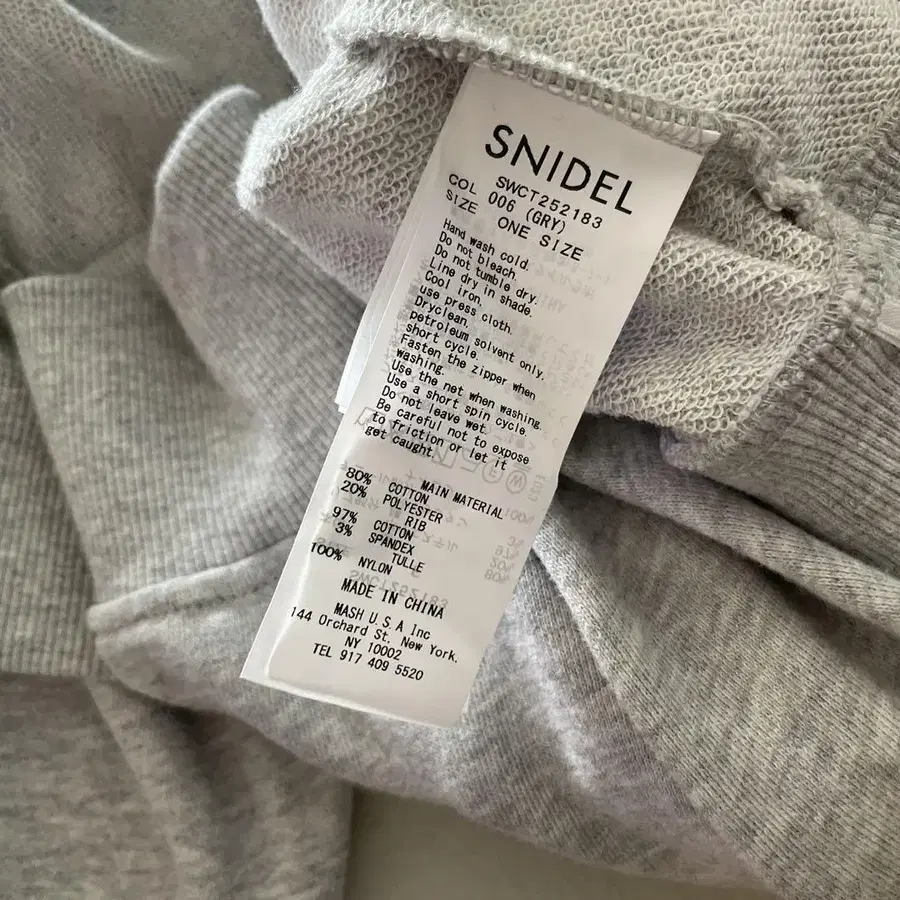 SNIDEL
SWCT252183
COL 006 (GRY)
SIZE ONE SIZE
Hand wash cold.
Do not bleach.
Do not tumble dry.
Line dry in shade.
Cool iron,
use press cloth.
Dryclean,
petroleum solvent only,
short cycle.
Fasten the zipper when
washing.
Use the net when washing.
Use a short spin cycle.
Do not leave wet.
Be careful not to expose
to friction or let it
get caught.
MAIN MATERIAL
80% COTTON
20% POLYESTER
RIB
97% COTTON
3% SPANDEX
TULLE
100% NYLON
MADE IN CHINA
MASH U.S.A Inc
144 Orchard St. New York.
NY 10002
TEL 917 409 5520